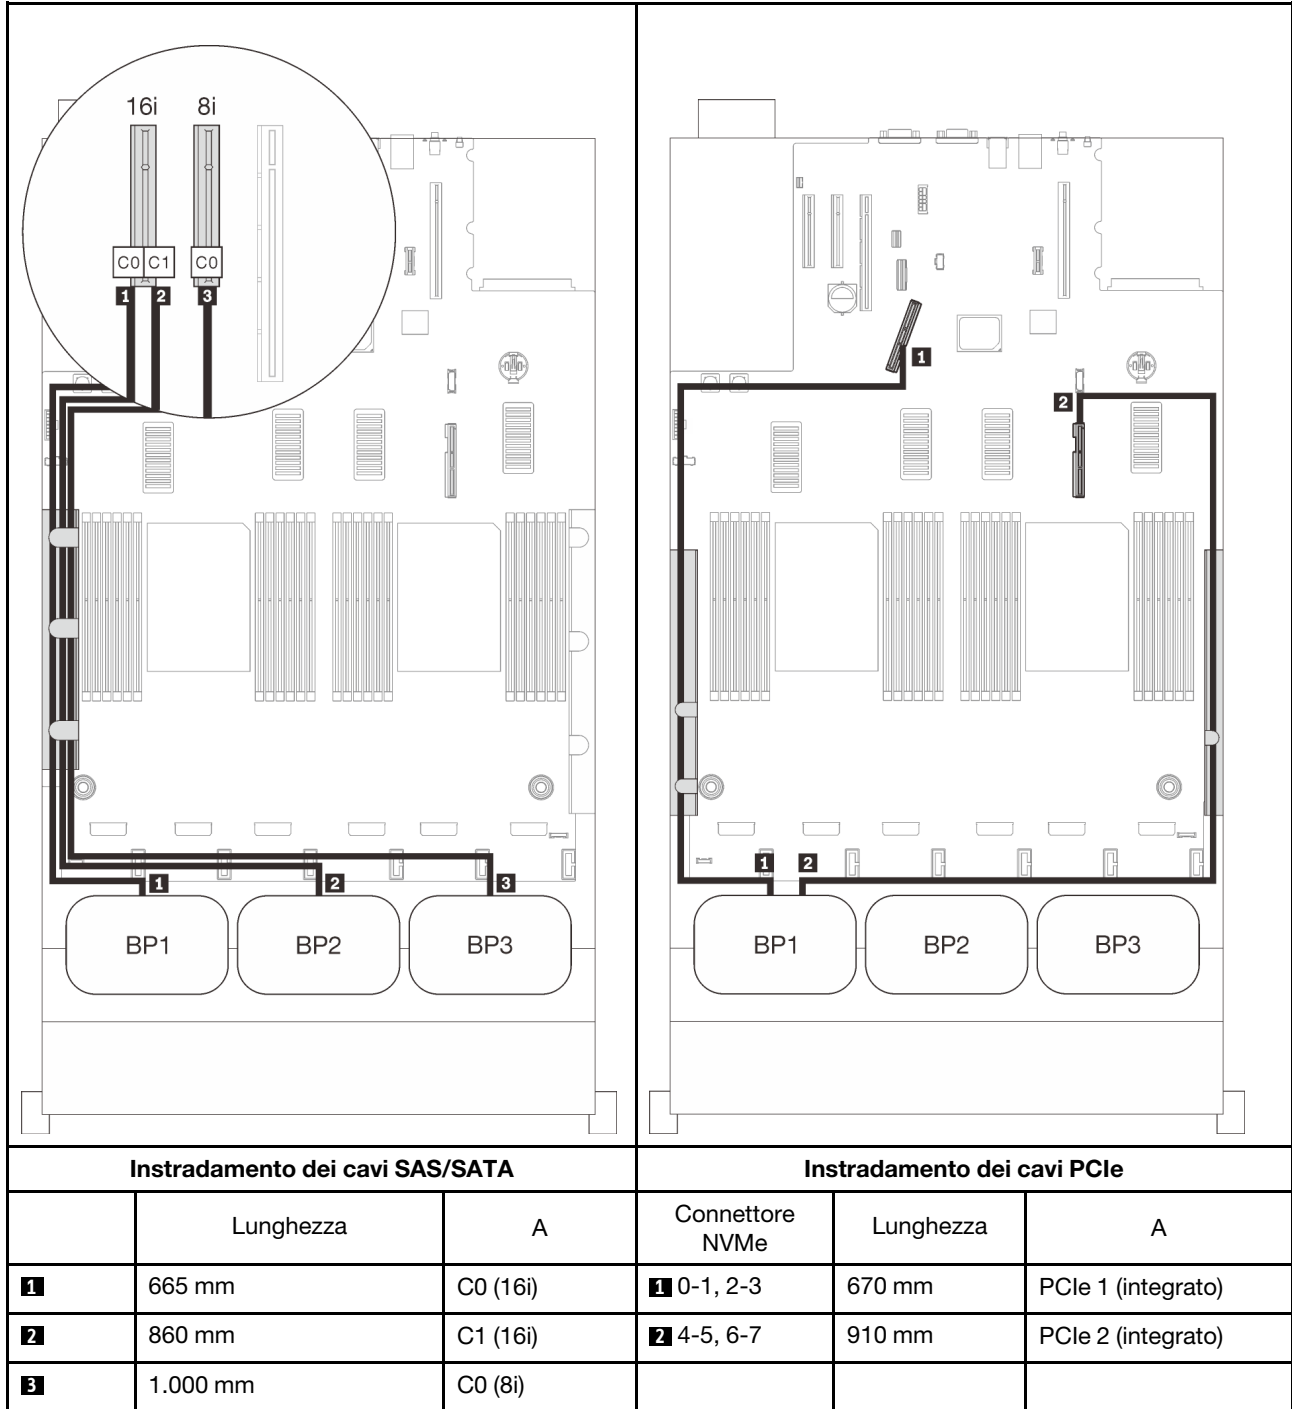 16i 8i
C0 C1 C0
1 2 3
1 2 3
BP1 BP2 BP3
1
2
1 2
BP1 BP2 BP3
Instradamento dei cavi SAS/SATA
Instradamento dei cavi PCIe
Lunghezza A
Connettore NVMe Lunghezza A
1 665 mm C0 (16i)
1 0-1, 2-3 670 mm PCIe 1 (integrato)
2 860 mm C1 (16i)
2 4-5, 6-7 910 mm PCIe 2 (integrato)
3 1.000 mm C0 (8i)